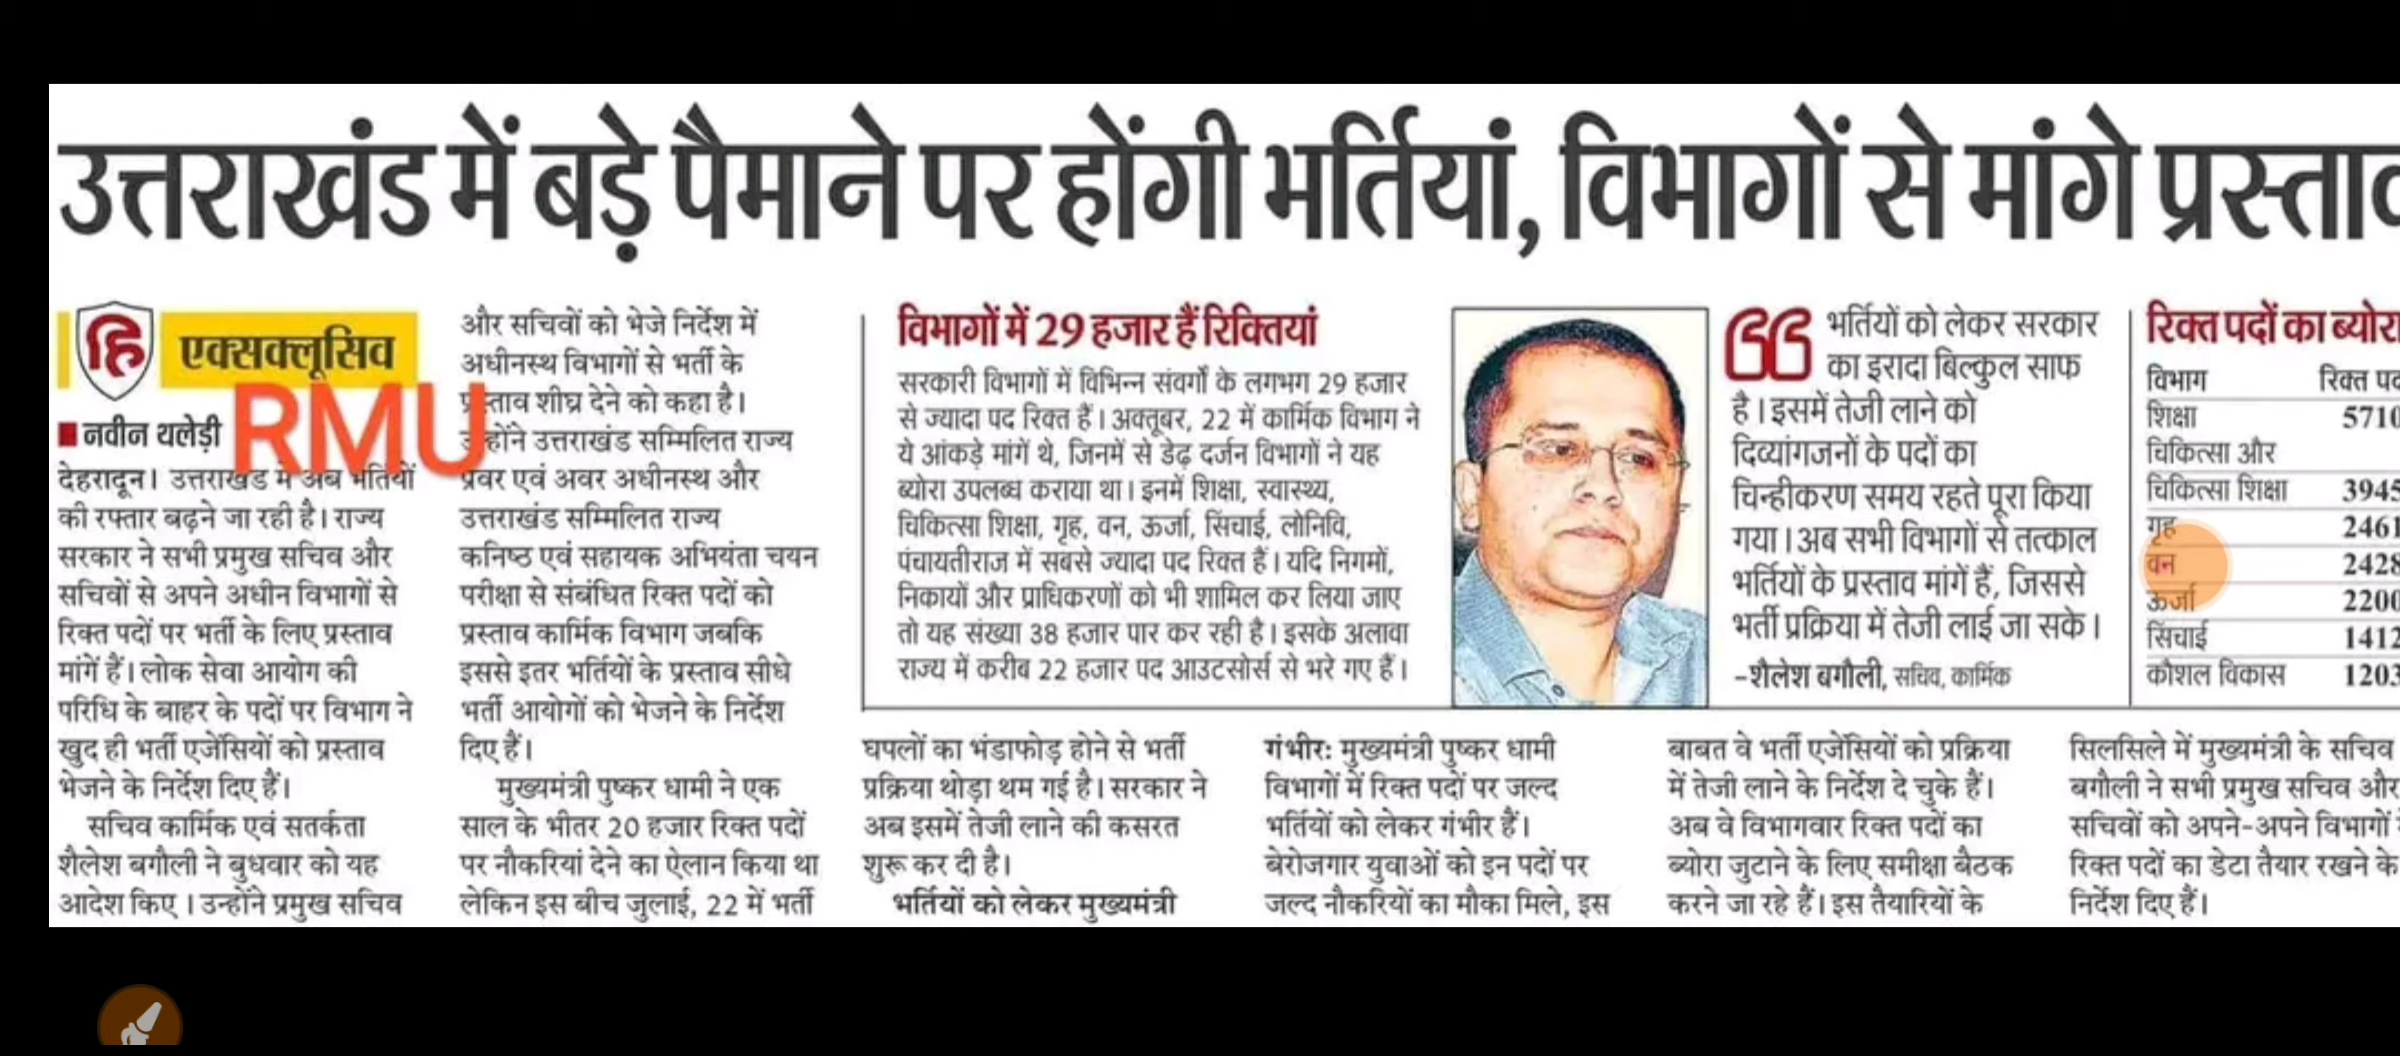 उत्तराखंड में बड़े पैमाने पर होंगी भर्तियां, विभागों से मांगे प्रस्ताव
हि
एक्सक्लूसिव
RMU
नवीन थलेड़ी
देहरादून। उत्तराखंड में अब भर्तियों
की रफ्तार बढ़ने जा रही है। राज्य
सरकार ने सभी प्रमुख सचिव और
सचिवों से अपने अधीन विभागों से
रिक्त पदों पर भर्ती के लिए प्रस्ताव
मांगें हैं। लोक सेवा आयोग की
परिधि के बाहर के पदों पर विभाग ने
खुद ही भर्ती एजेंसियों को प्रस्ताव
भेजने के निर्देश दिए हैं।
सचिव कार्मिक एवं सतर्कता
शैलेश बगौली ने बुधवार को यह
आदेश किए । उन्होंने प्रमुख सचिव
और सचिवों को भेजे निर्देश में
अधीनस्थ विभागों से भर्ती के
प्रस्ताव शीघ्र देने को कहा है।
उन्होंने उत्तराखंड सम्मिलित राज्य
प्रवर एवं अवर अधीनस्थ और
उत्तराखंड सम्मिलित राज्य
कनिष्ठ एवं सहायक अभियंता चयन
परीक्षा से संबंधित रिक्त पदों को
प्रस्ताव कार्मिक विभाग जबकि
इससे इतर भर्तियों के प्रस्ताव सीधे
भर्ती आयोगों को भेजने के निर्देश
दिए हैं।
मुख्यमंत्री पुष्कर धामी ने एक
साल के भीतर 20 हजार रिक्त पदों
पर नौकरियां देने का ऐलान किया था
लेकिन इस बीच जुलाई, 22 में भर्ती
विभागों में 29 हजार हैं रिक्तियां
सरकारी विभागों में विभिन्न संवर्गों के लगभग 29 हजार
से ज्यादा पद रिक्त हैं । अक्तूबर, 22 में कार्मिक विभाग ने
ये आंकड़े मांगें थे, जिनमें से डेढ़ दर्जन विभागों ने यह
ब्योरा उपलब्ध कराया था। इनमें शिक्षा, स्वास्थ्य,
चिकित्सा शिक्षा, गृह, वन, ऊर्जा, सिंचाई, लोनिवि,
पंचायतीराज में सबसे ज्यादा पद रिक्त हैं । यदि निगमों,
निकायों और प्राधिकरणों को भी शामिल कर लिया जाए
तो यह संख्या 38 हजार पार कर रही है । इसके अलावा
राज्य में करीब 22 हजार पद आउटसोर्स से भरे गए हैं।
भर्तियों को लेकर सरकार
का इरादा बिल्कुल साफ
है । इसमें तेजी लाने को
दिव्यांगजनों के पदों का
चिन्हीकरण समय रहते पूरा किया
गया । अब सभी विभागों से तत्काल
भर्तियों के प्रस्ताव मांगें हैं, जिससे
भर्ती प्रक्रिया में तेजी लाई जा सके ।
-शैलेश बगौली, सचिव, कार्मिक
रिक्त पदों का ब्योरा
विभाग रिक्त पद
शिक्षा 5710
चिकित्सा और
चिकित्सा शिक्षा 3945
गृह 2461
वन 2428
ऊर्जा 2200
सिंचाई 1412
कौशल विकास 1203
घपलों का भंडाफोड़ होने से भर्ती
प्रक्रिया थोड़ा थम गई है। सरकार ने
अब इसमें तेजी लाने की कसरत
शुरू कर दी है।
भर्तियों को लेकर मुख्यमंत्री
गंभीर: मुख्यमंत्री पुष्कर धामी
विभागों में रिक्त पदों पर जल्द
भर्तियों को लेकर गंभीर हैं।
बेरोजगार युवाओं को इन पदों पर
जल्द नौकरियों का मौका मिले, इस
बाबत वे भर्ती एजेंसियों को प्रक्रिया
में तेजी लाने के निर्देश दे चुके हैं।
अब वे विभागवार रिक्त पदों का
ब्योरा जुटाने के लिए समीक्षा बैठक
करने जा रहे हैं। इस तैयारियों के
सिलसिले में मुख्यमंत्री के सचिव
बगौली ने सभी प्रमुख सचिव और
सचिवों को अपने-अपने विभागों
रिक्त पदों का डेटा तैयार रखने के
निर्देश दिए हैं।